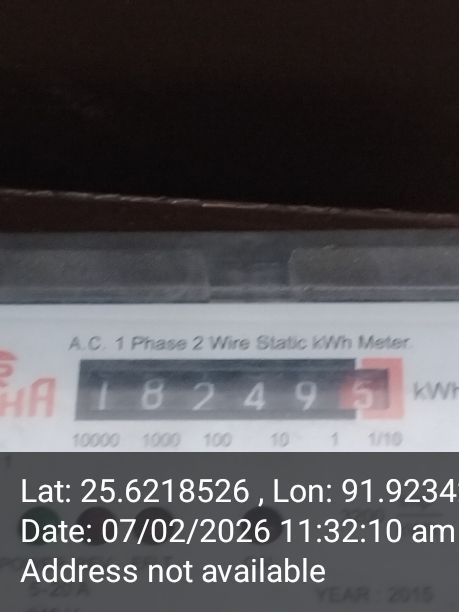 A.C. 1 Phase 2 Wire Static kWh Meter.
HA
1 8 2 4 9 5 kWh
10000 1000 100 10 1 1/10
Lat: 25.6218526 , Lon: 91.9234
Date: 07/02/2026 11:32:10 am
Address not available
YEAR : 2015